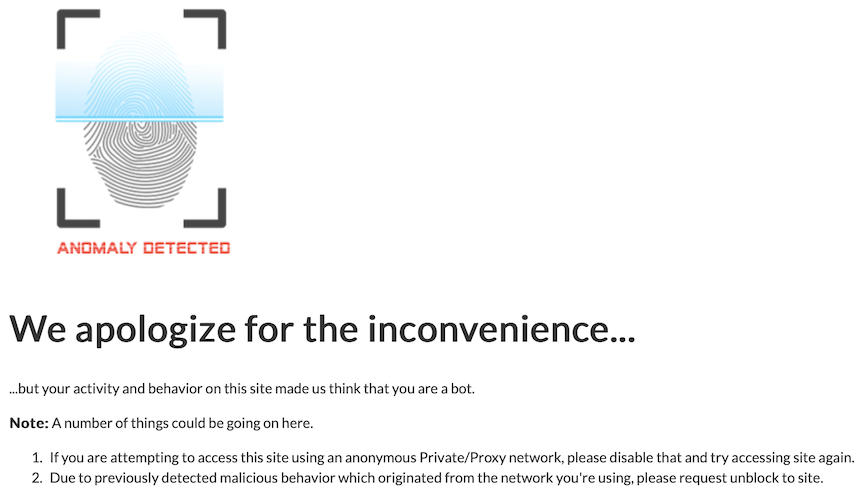 ANOMALY DETECTED
We apologize for the inconvenience...
...but your activity and behavior on this site made us think that you are a bot.
Note: A number of things could be going on here.
1. If you are attempting to access this site using an anonymous Private/Proxy network, please disable that and try accessing site again.
2. Due to previously detected malicious behavior which originated from the network you're using, please request unblock to site.